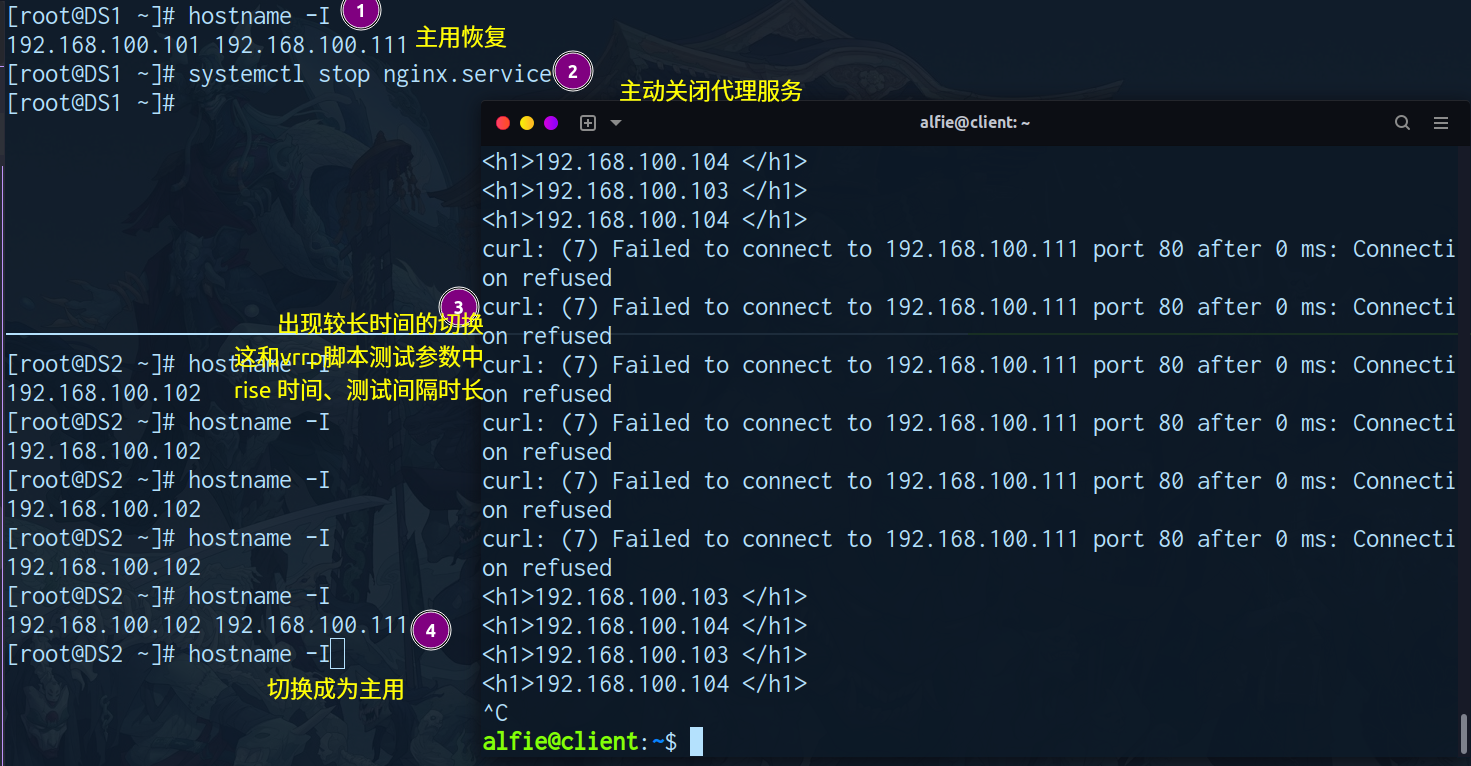 [root@DS1 ~]# hostname -I
1
192.168.100.101 192.168.100.111
主用恢复
[root@DS1 ~]# systemctl stop nginx.service
2
主动关闭代理服务
[root@DS1 ~]#
alfie@client: ~
<h1>192.168.100.104 </h1>
<h1>192.168.100.103 </h1>
<h1>192.168.100.104 </h1>
curl: (7) Failed to connect to 192.168.100.111 port 80 after 0 ms: Connecti
on refused
curl: (7) Failed to connect to 192.168.100.111 port 80 after 0 ms: Connecti
on refused
curl: (7) Failed to connect to 192.168.100.111 port 80 after 0 ms: Connecti
on refused
curl: (7) Failed to connect to 192.168.100.111 port 80 after 0 ms: Connecti
on refused
curl: (7) Failed to connect to 192.168.100.111 port 80 after 0 ms: Connecti
on refused
curl: (7) Failed to connect to 192.168.100.111 port 80 after 0 ms: Connecti
on refused
<h1>192.168.100.103 </h1>
<h1>192.168.100.104 </h1>
<h1>192.168.100.103 </h1>
<h1>192.168.100.104 </h1>
^C
alfie@client:~$
3
出现较长时间的切换
这和vrrp脚本测试参数中
rise 时间、测试间隔时长
[root@DS2 ~]# hostname -I
192.168.100.102
[root@DS2 ~]# hostname -I
192.168.100.102
[root@DS2 ~]# hostname -I
192.168.100.102
[root@DS2 ~]# hostname -I
192.168.100.102
[root@DS2 ~]# hostname -I
192.168.100.102 192.168.100.111
4
[root@DS2 ~]# hostname -I
切换成为主用